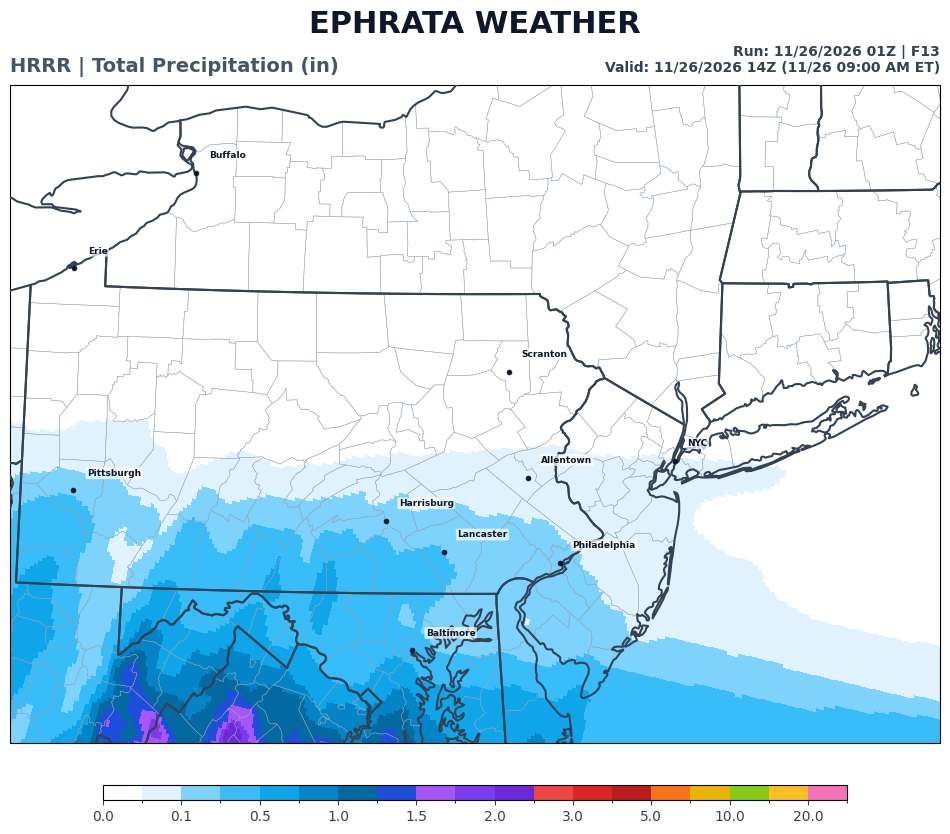 EPHRATA WEATHER
HRRR | Total Precipitation (in)
Run: 11/26/2026 01Z | F13
Valid: 11/26/2026 14Z (11/26 09:00 AM ET)
Buffalo
Erie
Scranton
NYC
Allentown
Pittsburgh
Harrisburg
Lancaster
Philadelphia
Baltimore
0.0 0.1 0.5 1.0 1.5 2.0 3.0 5.0 10.0 20.0